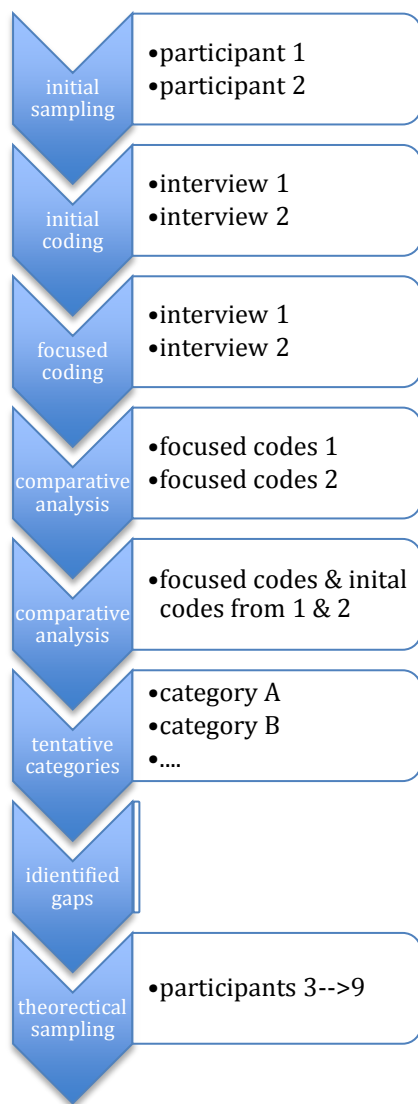 initial
sampling
•participant 1
•participant 2
initial
coding
•interview 1
•interview 2
focused
coding
•interview 1
•interview 2
comparative
analysis
•focused codes 1
•focused codes 2
comparative
analysis
•focused codes & inital
codes from 1 & 2
tentative
categories
•category A
•category B
•....
idientified
gaps
theorectical
sampling
•participants 3-->9